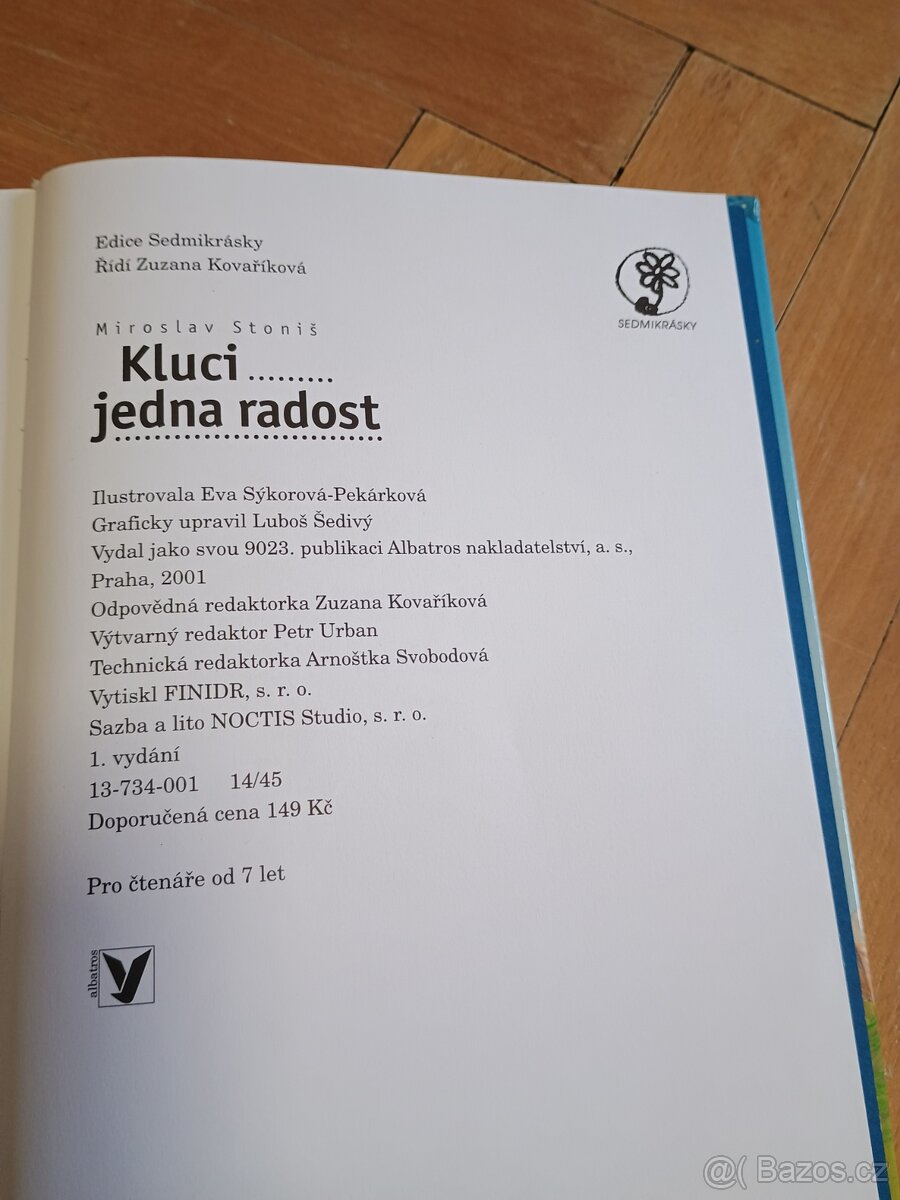 Edice Sedmikrásky
Řídí Zuzana Kovaříková
SEDMIKRÁSKY
Miroslav Stoniš
Kluci .........
jedna radost
Ilustrovala Eva Sýkorová-Pekárková
Graficky upravil Luboš Šedivý
Vydal jako svou 9023. publikaci Albatros nakladatelství, a. s.,
Praha, 2001
Odpovědná redaktorka Zuzana Kovaříková
Výtvarný redaktor Petr Urban
Technická redaktorka Arnoštka Svobodová
Vytiskl FINIDR, s. r. o.
Sazba a lito NOCTIS Studio, s. r. o.
1. vydání
13-734-001 14/45
Doporučená cena 149 Kč
Pro čtenáře od 7 let
albatros
@( Bazos.cz